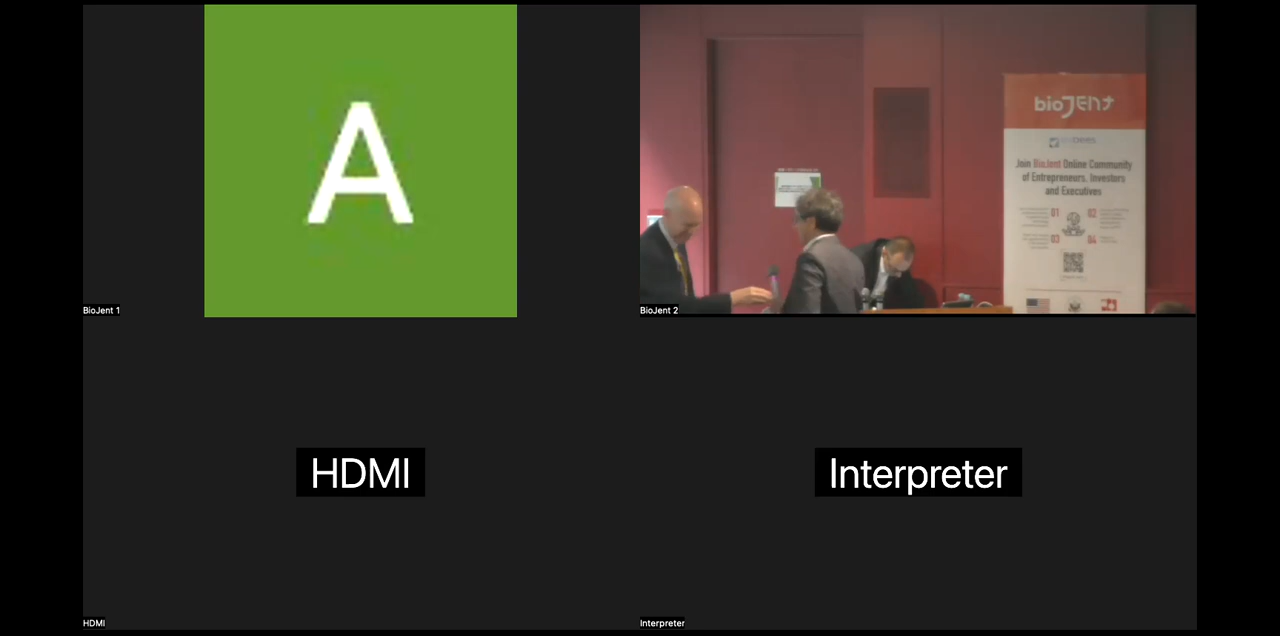 A
BioJent 1
bioJent
Join BioJent Online Community
of Entrepreneurs, Investors
and Executives
01
02
03
04
BioJent 2
HDMI
HDMI
Interpreter
Interpreter